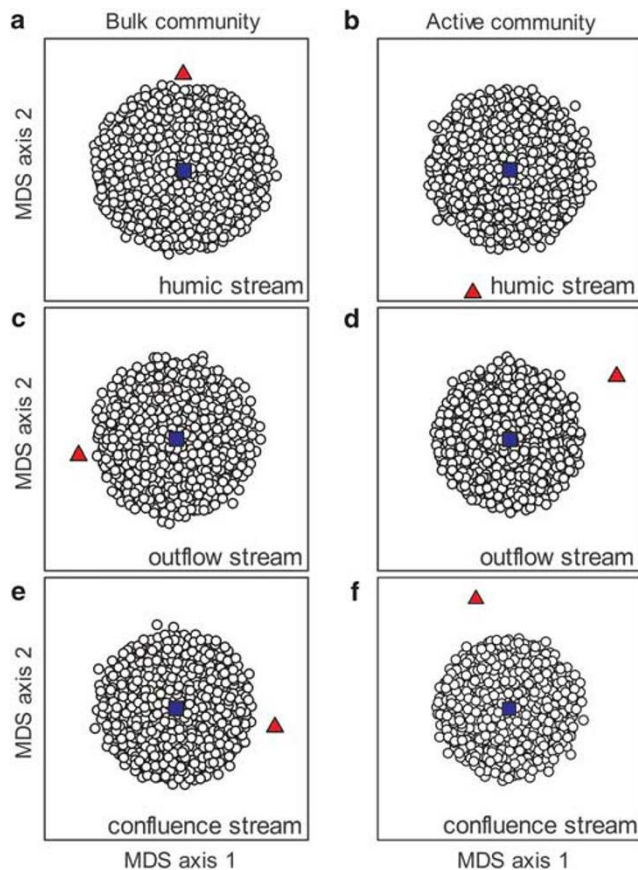 a Bulk community
b Active community
MDS axis 2
humic stream
humic stream
c
d
MDS axis 2
outflow stream
outflow stream
e
f
MDS axis 2
confluence stream
confluence stream
MDS axis 1
MDS axis 1